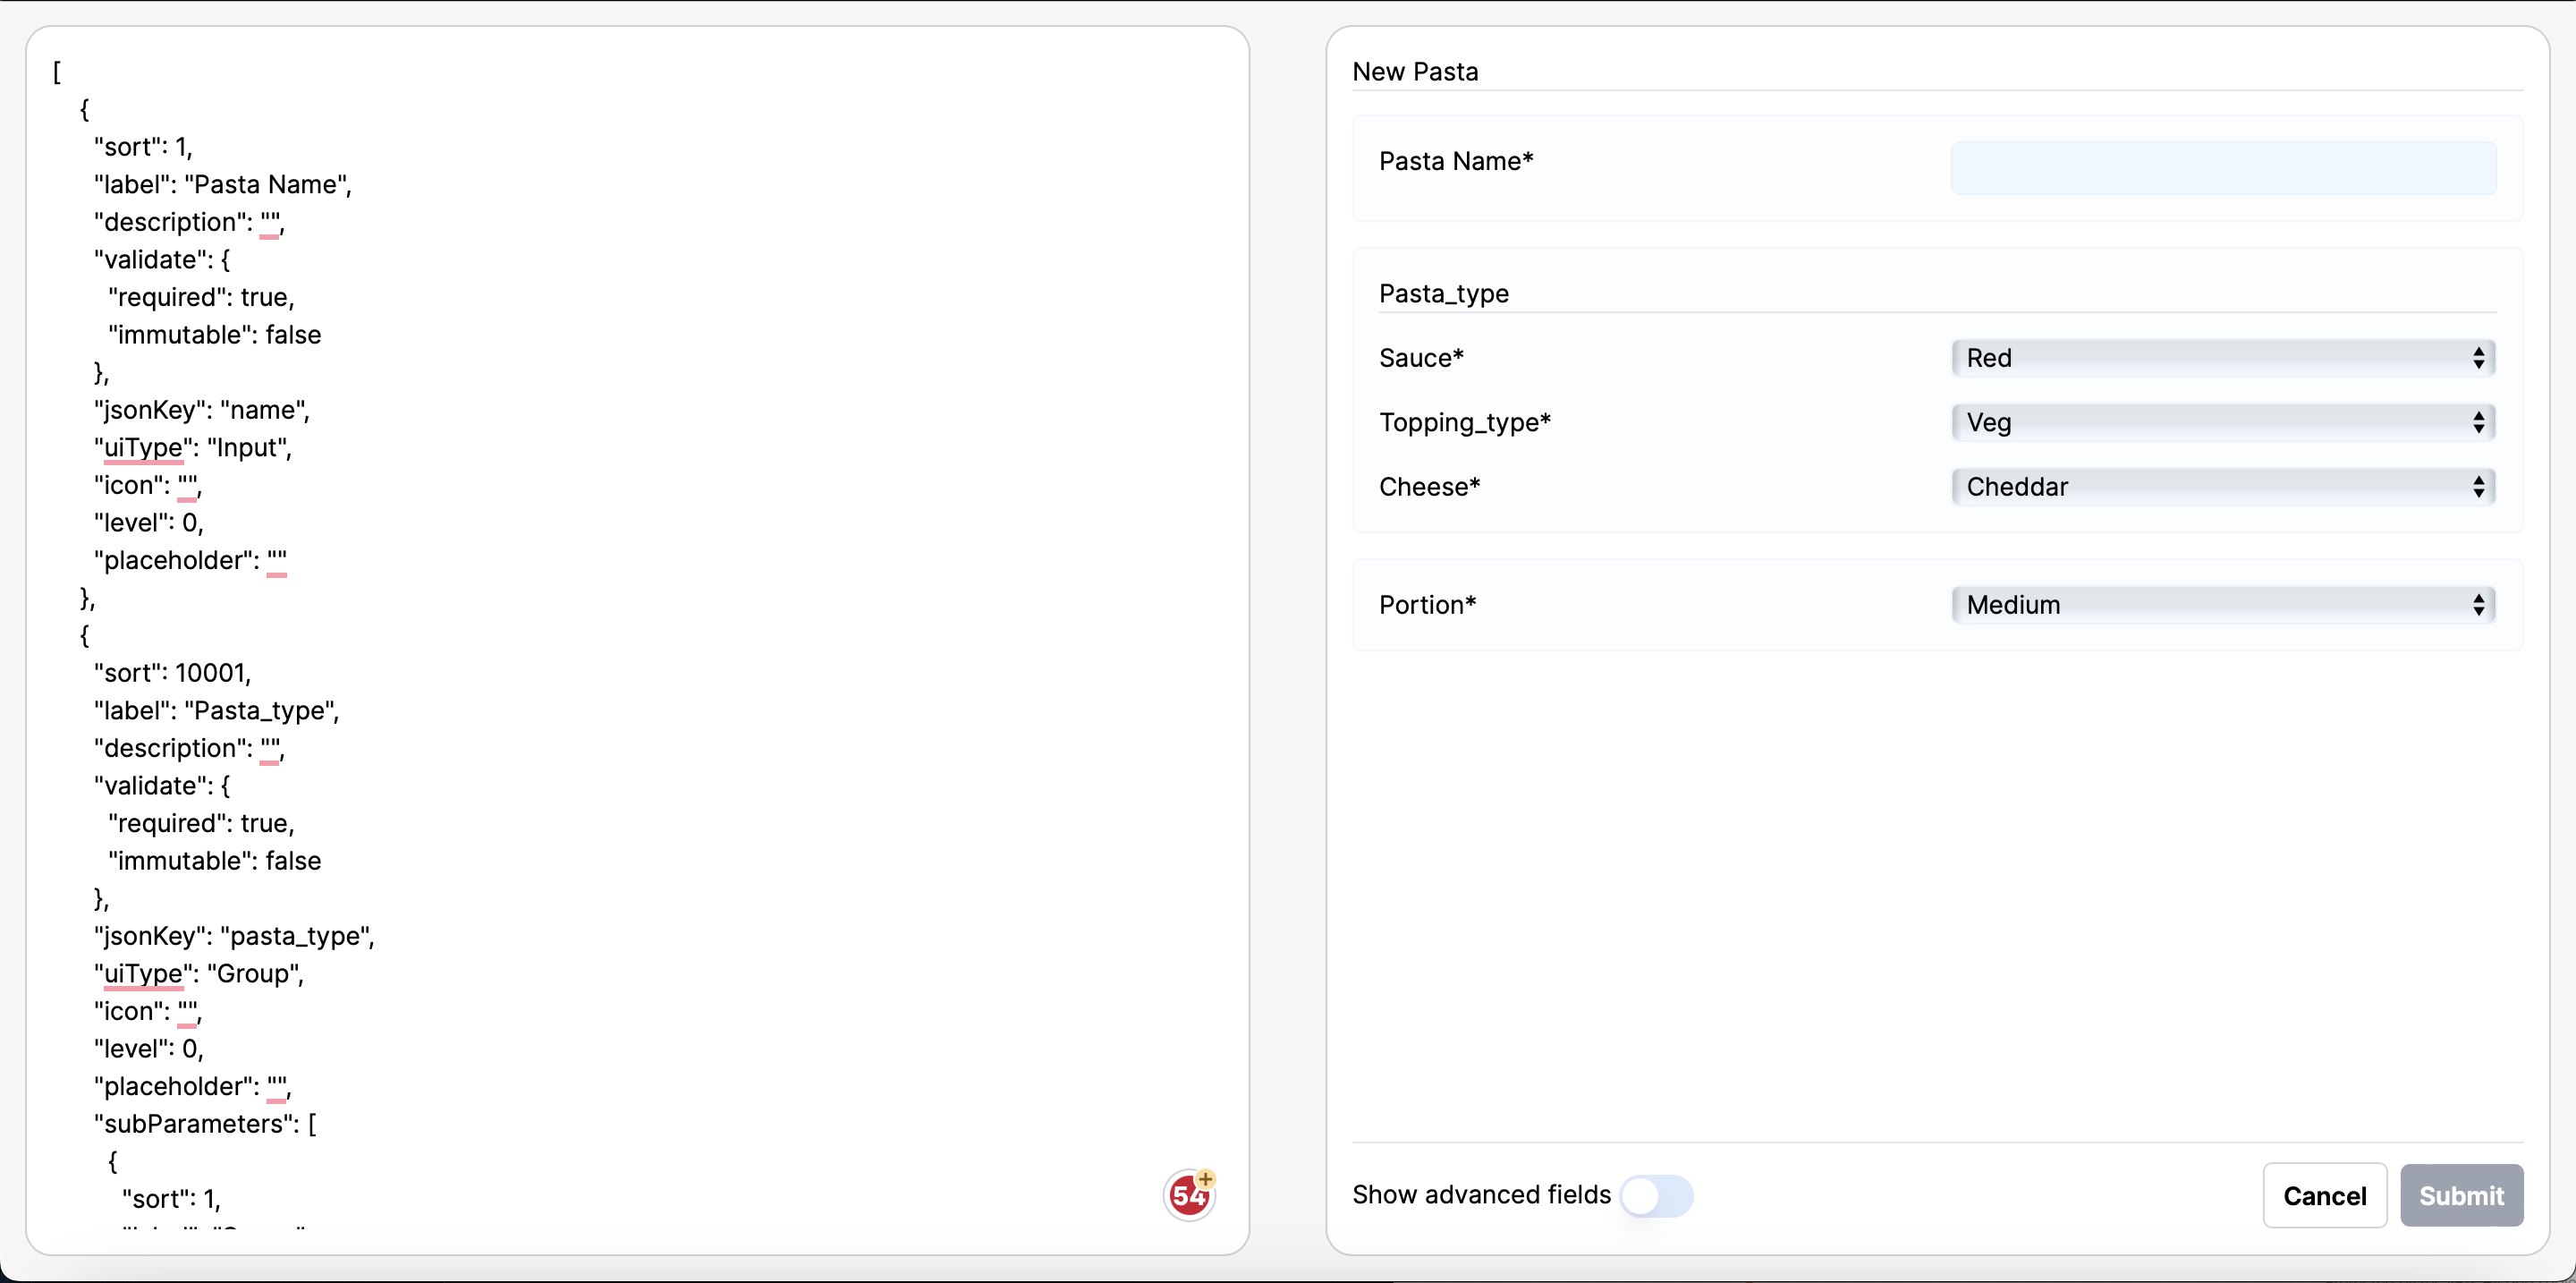 [
{
"sort": 1,
"label": "Pasta Name",
"description": "",
"validate": {
"required": true,
"immutable": false
},
"jsonKey": "name",
"uiType": "Input",
"icon": "",
"level": 0,
"placeholder": ""
},
{
"sort": 10001,
"label": "Pasta_type",
"description": "",
"validate": {
"required": true,
"immutable": false
},
"jsonKey": "pasta_type",
"uiType": "Group",
"icon": "",
"level": 0,
"placeholder": "",
"subParameters": [
{
"sort": 1,
54+
New Pasta
Pasta Name*
Pasta_type
Sauce* Red
Topping_type* Veg
Cheese* Cheddar
Portion* Medium
Show advanced fields Cancel Submit